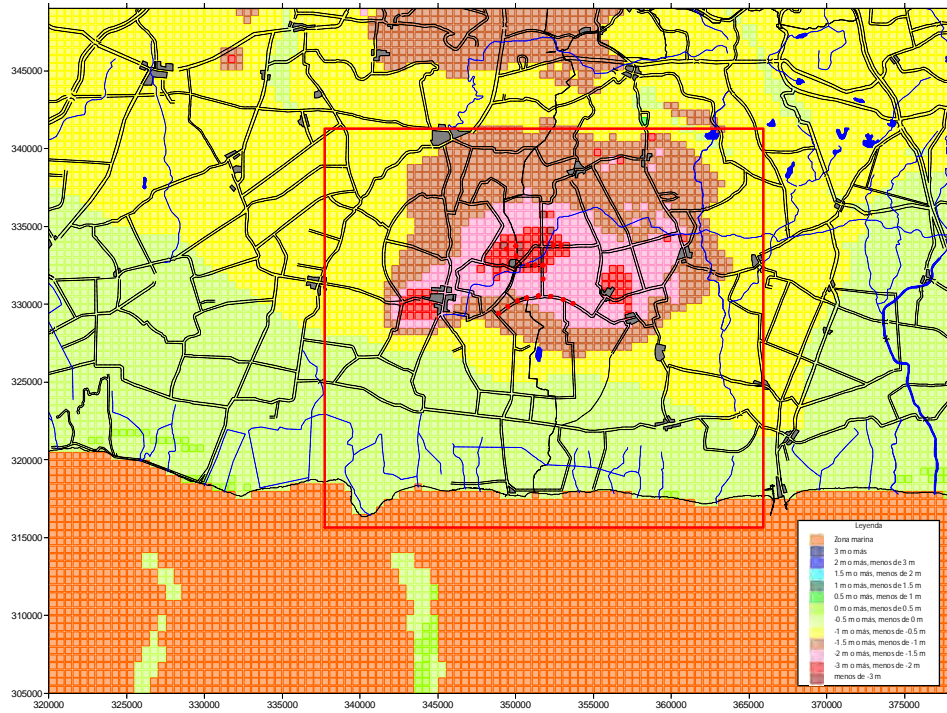 345000
340000
335000
330000
325000
320000
315000
310000
305000
320000
325000
330000
335000
340000
345000
350000
355000
360000
365000
370000
375000
Leyenda
Zona marina
3 m o más
2 m o más, menos de 3 m
1.5 m o más, menos de 2 m
1 m o más, menos de 1.5 m
0.5 m o más, menos de 1 m
0 m o más, menos de 0.5 m
-0.5 m o más, menos de 0 m
-1 m o más, menos de -0.5 m
-1.5 m o más, menos de -1 m
-2 m o más, menos de -1.5 m
-3 m o más, menos de -2 m
menos de -3 m